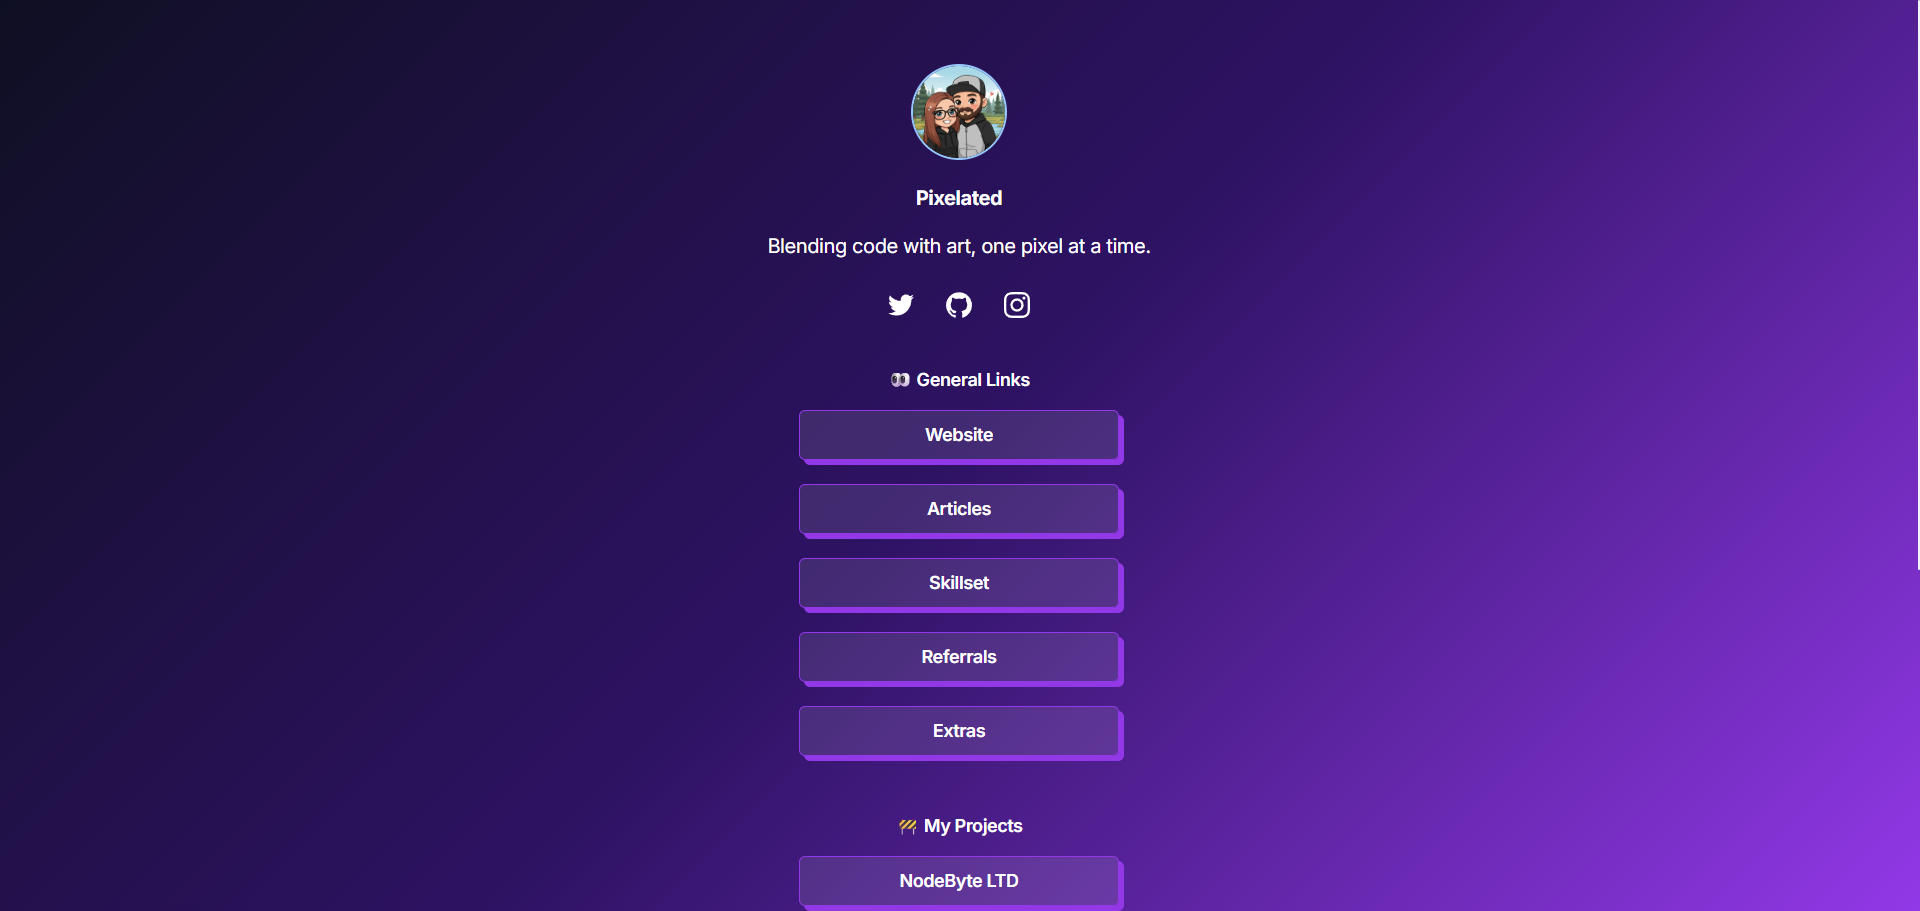 Pixelated
Blending code with art, one pixel at a time.
👀 General Links
Website
Articles
Skillset
Referrals
Extras
🚧 My Projects
NodeByte LTD